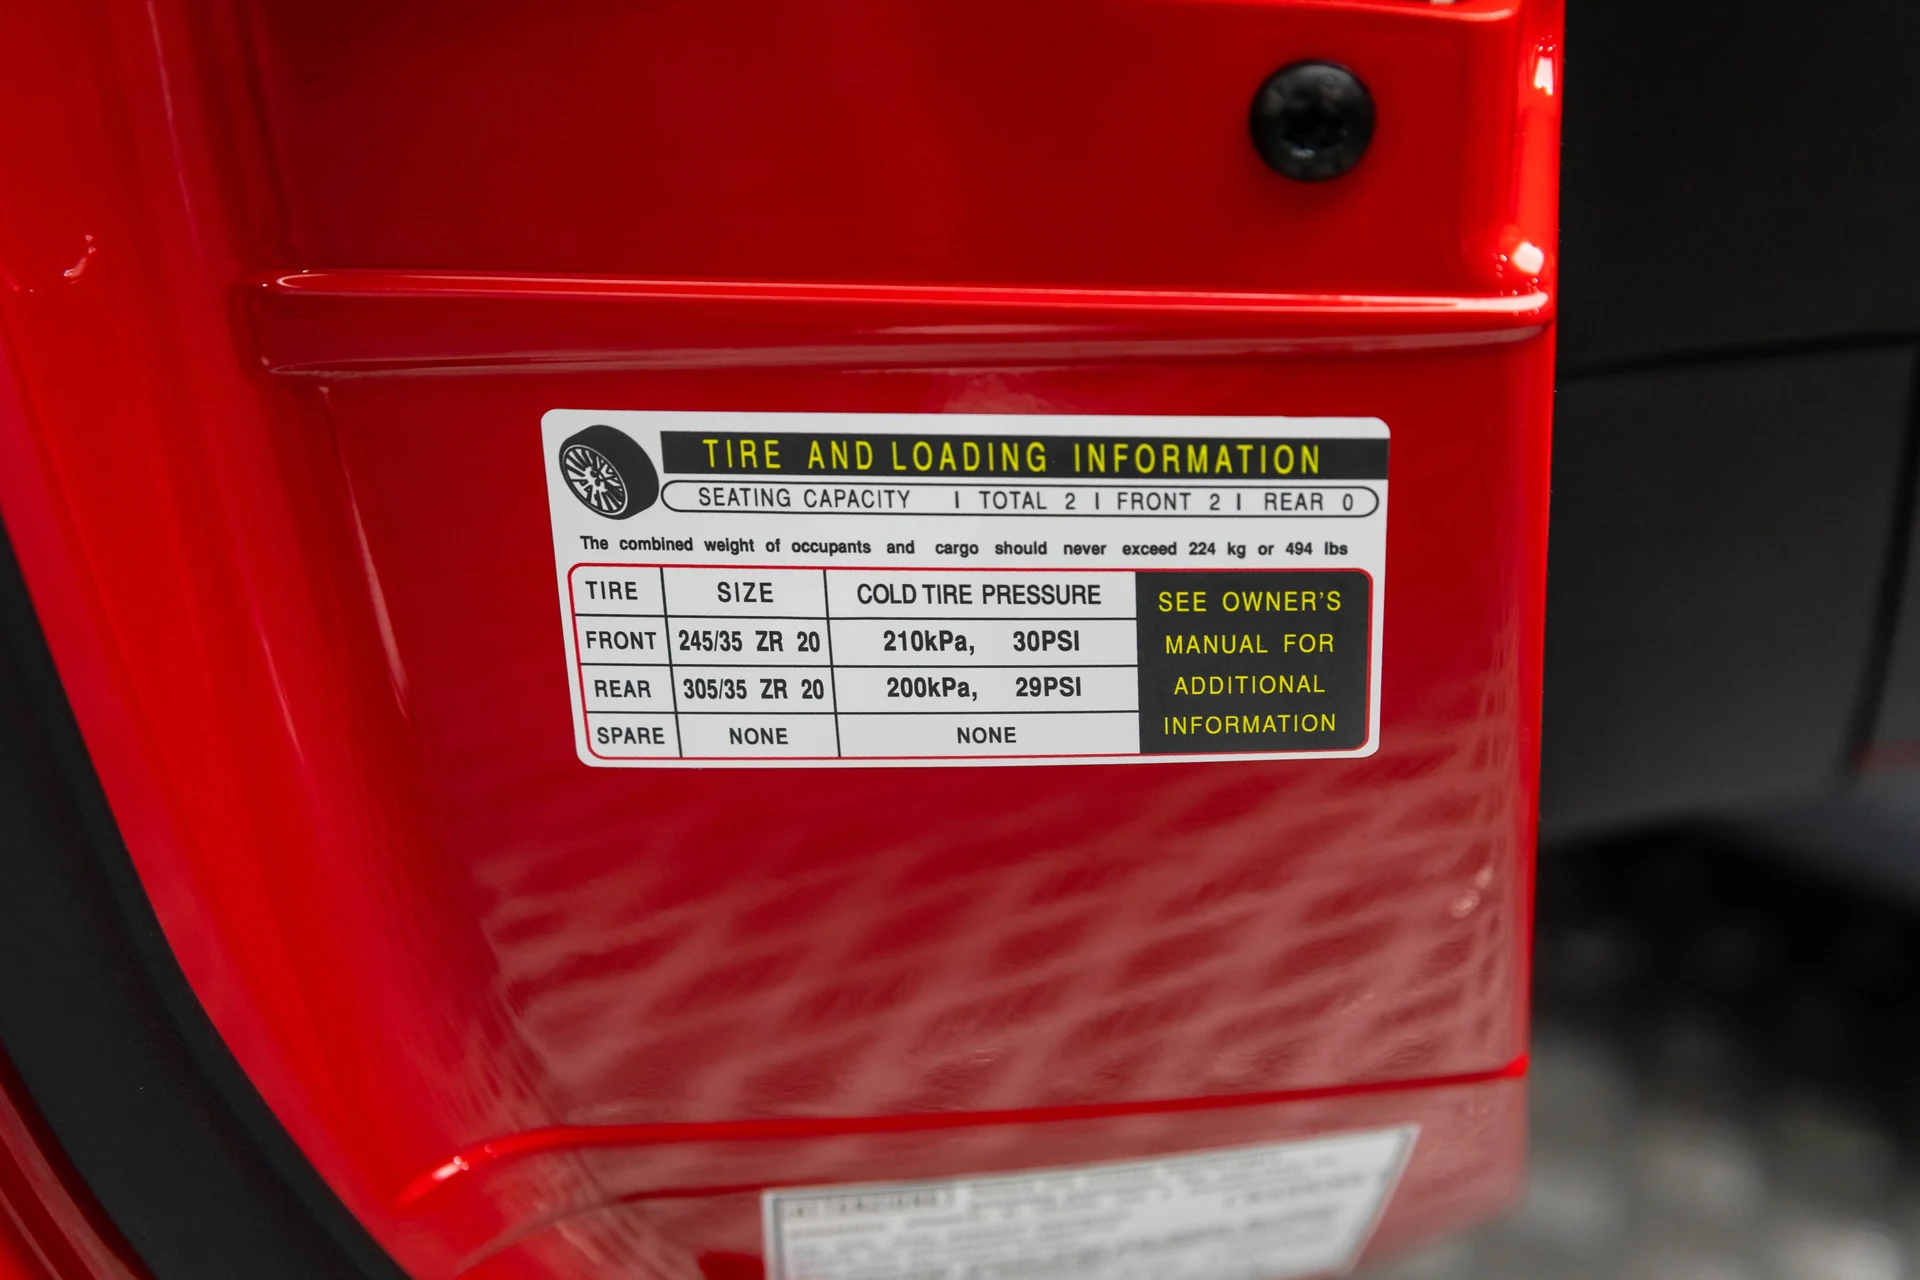 TIRE AND LOADING INFORMATION
SEATING CAPACITY | TOTAL 2 | FRONT 2 | REAR 0
The combined weight of occupants and cargo should never exceed 224 kg or 494 lbs
TIRE SIZE COLD TIRE PRESSURE
FRONT 245/35 ZR 20 210kPa, 30PSI
REAR 305/35 ZR 20 200kPa, 29PSI
SPARE NONE NONE
SEE OWNER'S
MANUAL FOR
ADDITIONAL
INFORMATION